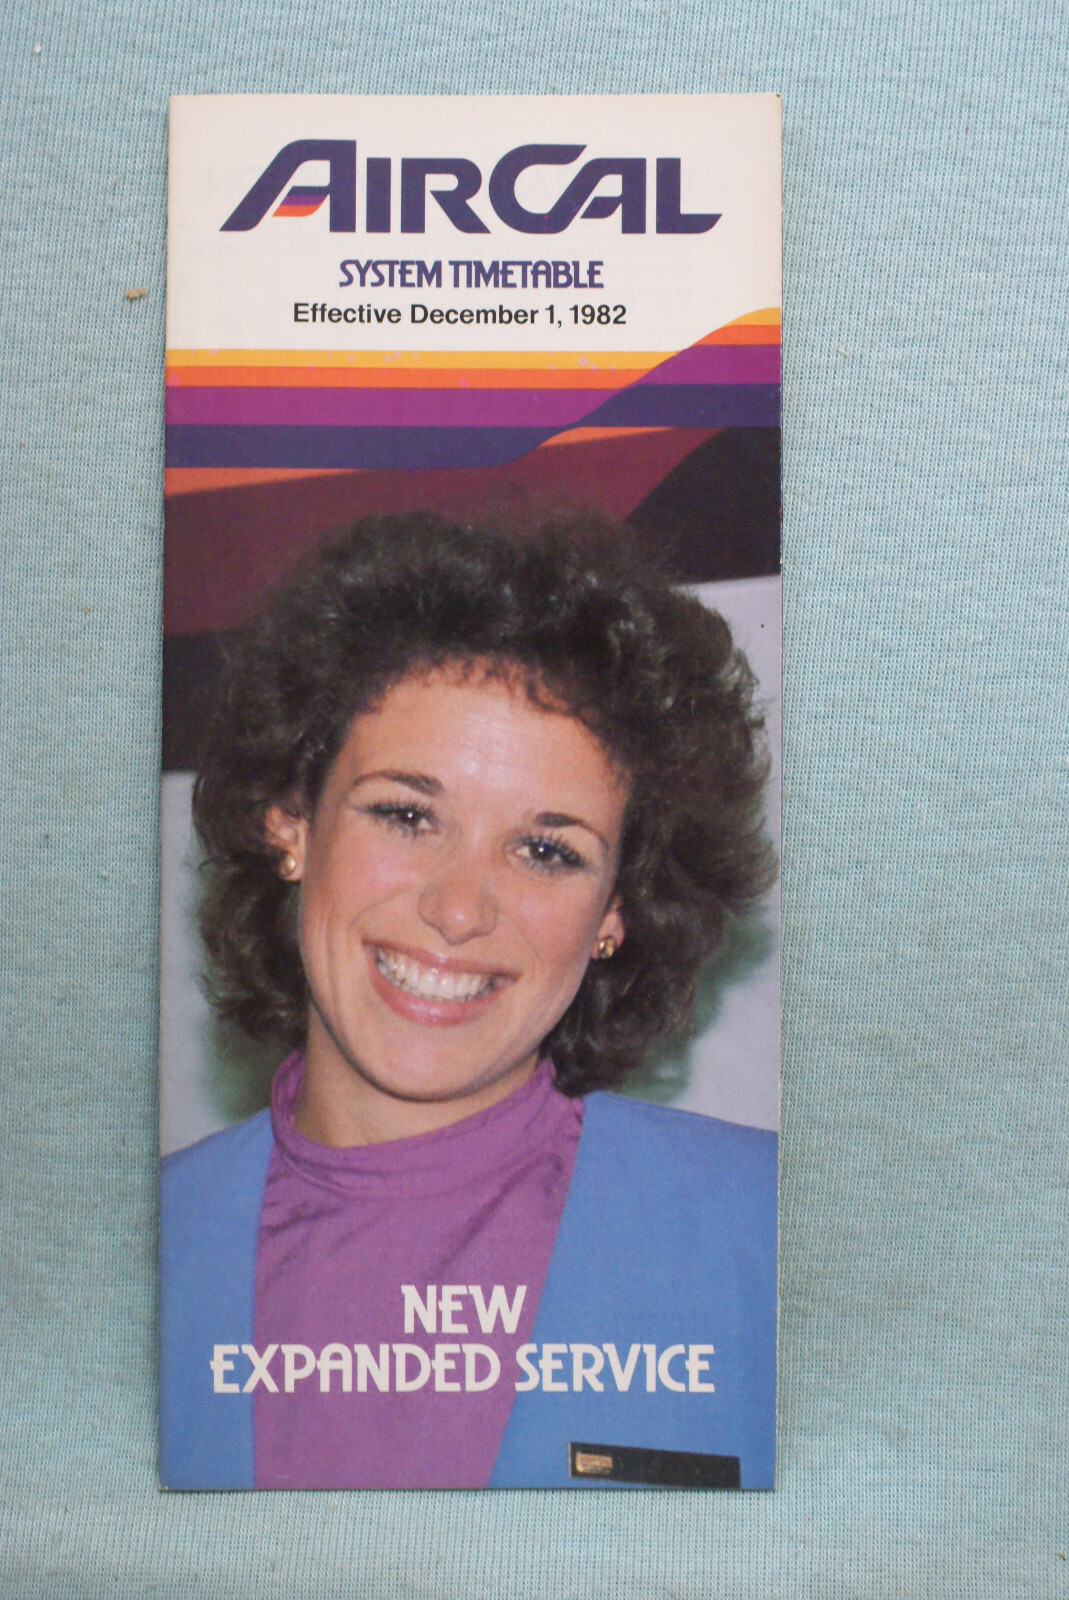 AIRCAL
SYSTEM TIMETABLE
Effective December 1, 1982
NEW
EXPANDED SERVICE